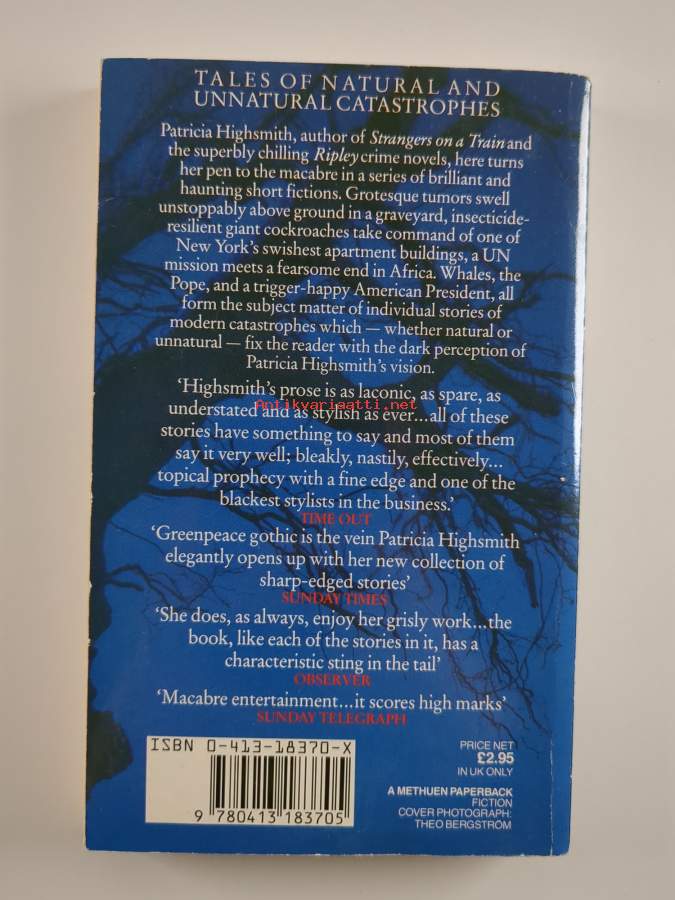 TALES OF NATURAL AND
UNNATURAL CATASTROPHES
Patricia Highsmith, author of Strangers on a Train and
the superbly chilling Ripley crime novels, here turns
her pen to the macabre in a series of brilliant and
haunting short fictions. Grotesque tumors swell
unstoppably above ground in a graveyard, insecticide-
resilient giant cockroaches take command of one of
New York's swishest apartment buildings, a UN
mission meets a fearsome end in Africa. Whales, the
Pope, and a trigger-happy American President, all
form the subject matter of individual stories of
modern catastrophes which — whether natural or
unnatural — fix the reader with the dark perception of
Patricia Highsmith's vision.
‘Highsmith's prose is as laconic, as spare, as
Antikvariaatti.net
understated and as stylish as ever...all of these
stories have something to say and most of them
say it very well; bleakly, nastily, effectively...
topical prophecy with a fine edge and one of the
blackest stylists in the business.’
TIME OUT
‘Greenpeace gothic is the vein Patricia Highsmith
elegantly opens up with her new collection of
sharp-edged stories’
SUNDAY TIMES
‘She does, as always, enjoy her grisly work...the
book, like each of the stories in it, has a
characteristic sting in the tail’
OBSERVER
‘Macabre entertainment...it scores high marks’
SUNDAY TELEGRAPH
ISBN 0-413-18370-X
9 780413 183705
PRICE NET
£2.95
IN UK ONLY
A METHUEN PAPERBACK
FICTION
COVER PHOTOGRAPH:
THEO BERGSTRÖM